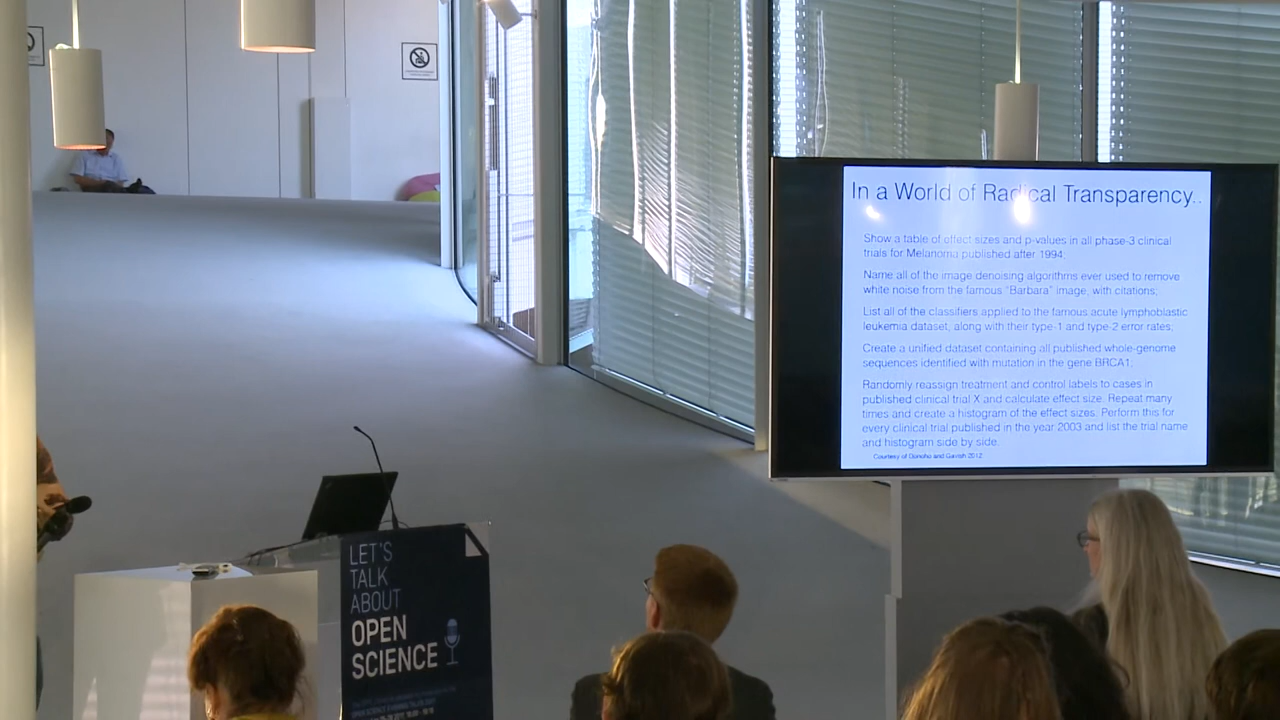 In a World of Radical Transparency..
Show a table of effect sizes and p-values in all phase-3 clinical
trials for Melanoma published after 1994;
Name all of the image denoising algorithms ever used to remove
white noise from the famous "Barbara" image, with citations;
List all of the classifiers applied to the famous acute lymphoblastic
leukemia dataset, along with their type-1 and type-2 error rates;
Create a unified dataset containing all published whole-genome
sequences identified with mutation in the gene BRCA1;
Randomly reassign treatment and control labels to cases in
published clinical trial X and calculate effect size. Repeat many
times and create a histogram of the effect sizes. Perform this for
every clinical trial published in the year 2003 and list the trial name
and histogram side by side.
Courtesy of Donoho and Gavish 2012
LET'S
TALK
ABOUT
OPEN
SCIENCE